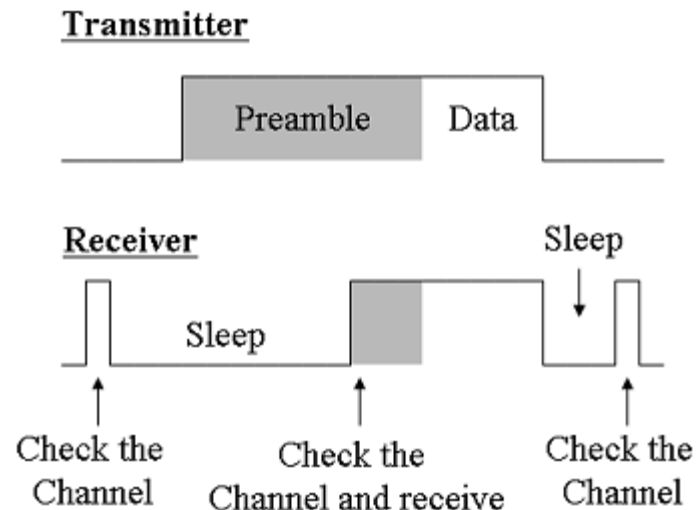 Transmitter
Preamble
Data
Receiver
Sleep
Sleep
Check the
Channel
Check the
Channel and receive
Check the
Channel